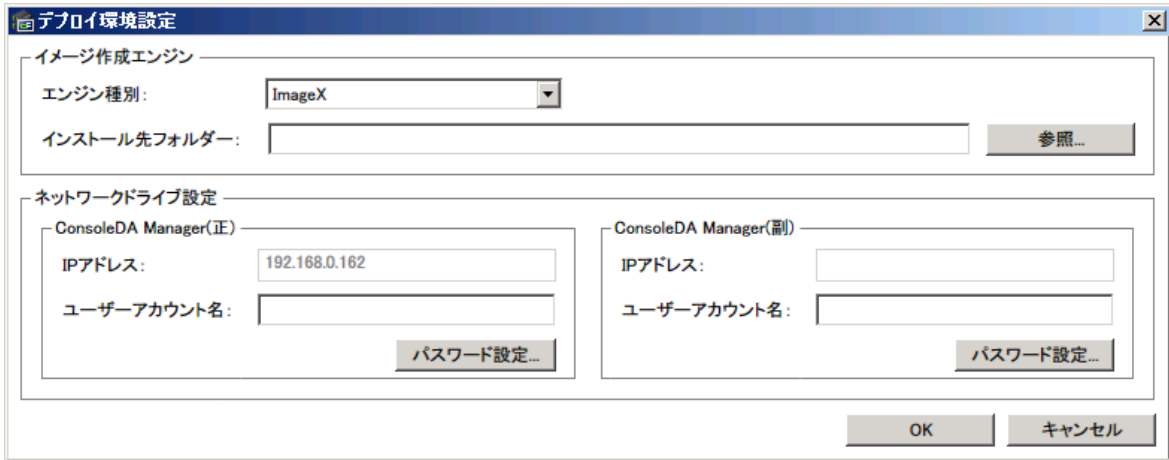 デプロイ環境設定
イメージ作成エンジン
エンジン種別: ImageX
インストール先フォルダー: 参照...
ネットワークドライブ設定
ConsoleDA Manager(正)
IPアドレス: 192.168.0.162
ユーザーアカウント名:
パスワード設定...
ConsoleDA Manager(副)
IPアドレス:
ユーザーアカウント名:
パスワード設定...
OK キャンセル